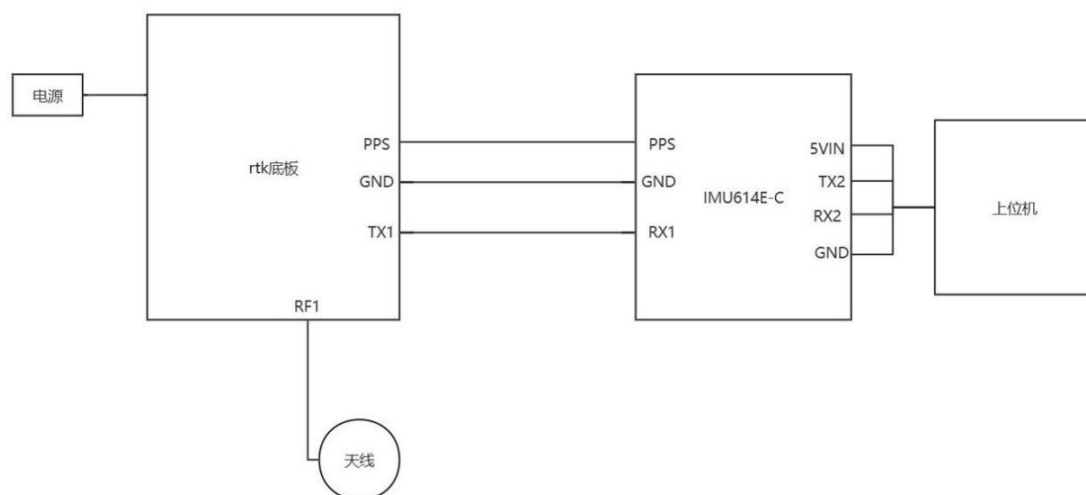 电源
rtk底板
PPS
GND
TX1
RF1
天线
PPS
GND
RX1
IMU614E-C
5VIN
TX2
RX2
GND
上位机